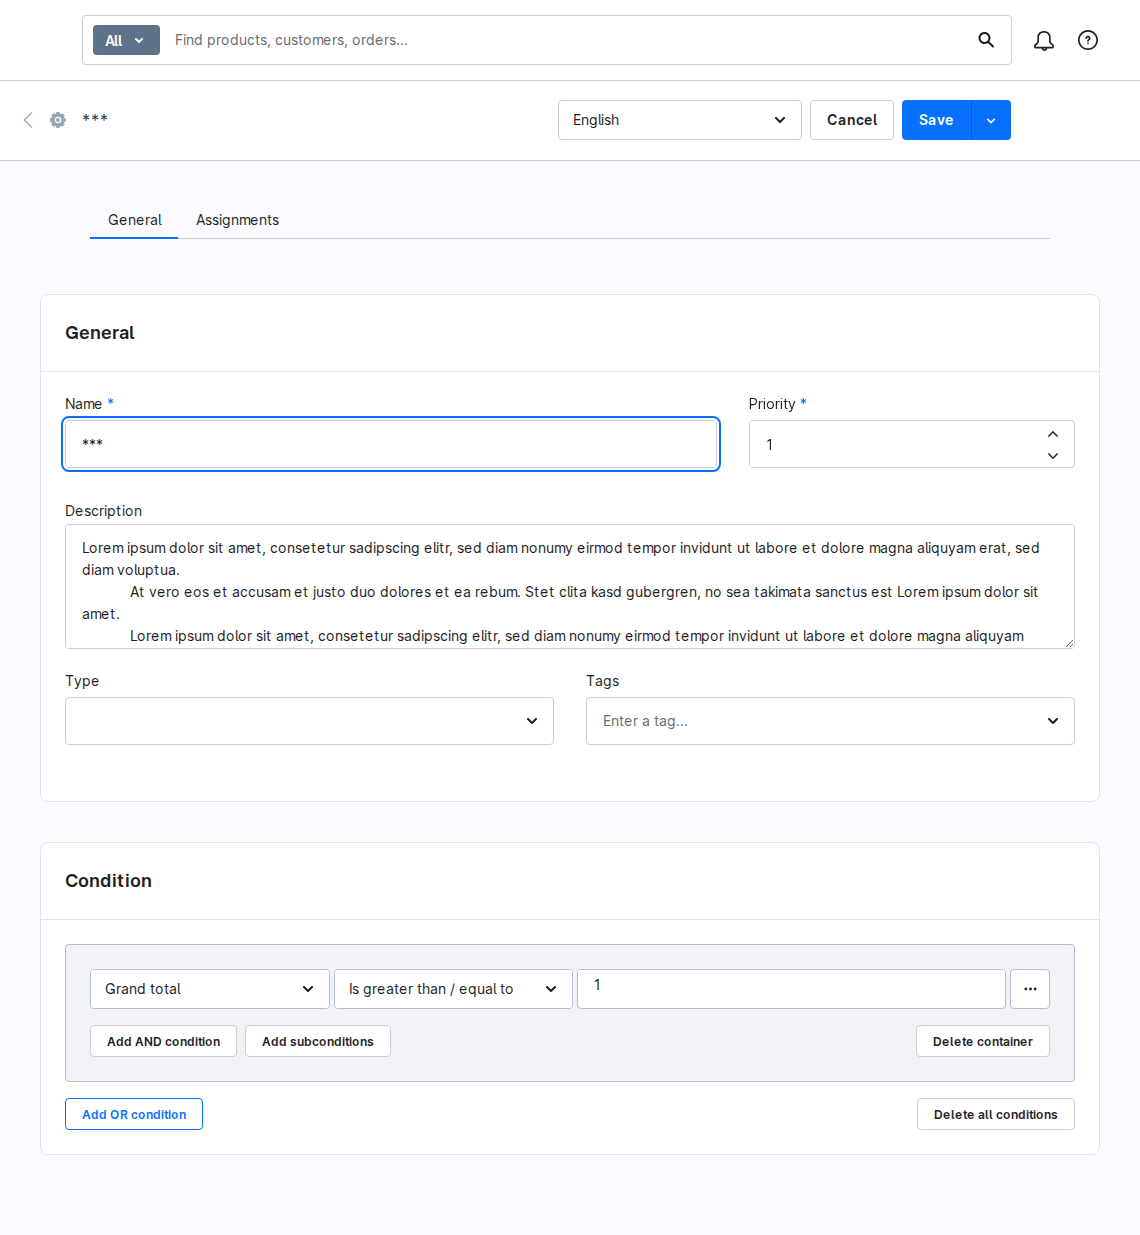 All
Find products, customers, orders...
***
English
Cancel
Save
General
Assignments
General
Name *
Priority *
***
1
Description
Lorem ipsum dolor sit amet, consetetur sadipscing elitr, sed diam nonumy eirmod tempor invidunt ut labore et dolore magna aliquyam erat, sed
diam voluptua.
At vero eos et accusam et justo duo dolores et ea rebum. Stet clita kasd gubergren, no sea takimata sanctus est Lorem ipsum dolor sit
amet.
Lorem ipsum dolor sit amet, consetetur sadipscing elitr, sed diam nonumy eirmod tempor invidunt ut labore et dolore magna aliquyam
Type
Tags
Enter a tag...
Condition
Grand total
Is greater than / equal to
1
Add AND condition
Add subconditions
Delete container
Add OR condition
Delete all conditions